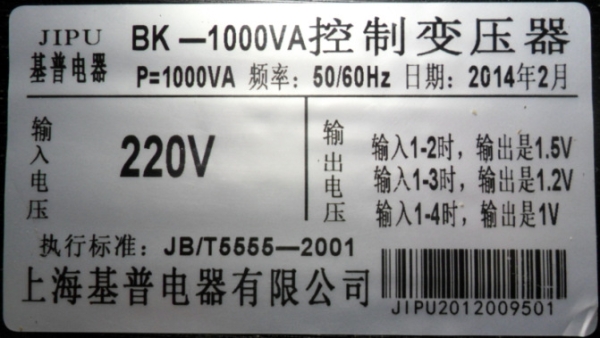 JIPU BK—1000VA控制变压器
基普电器 P=1000VA 频率：50/60Hz 日期：2014年2月
输入电压
220V
输出电压
输入1-2时，输出是1.5V
输入1-3时，输出是1.2V
输入1-4时，输出是1V
执行标准：JB/T5555—2001
上海基普电器有限公司
JIPU2012009501